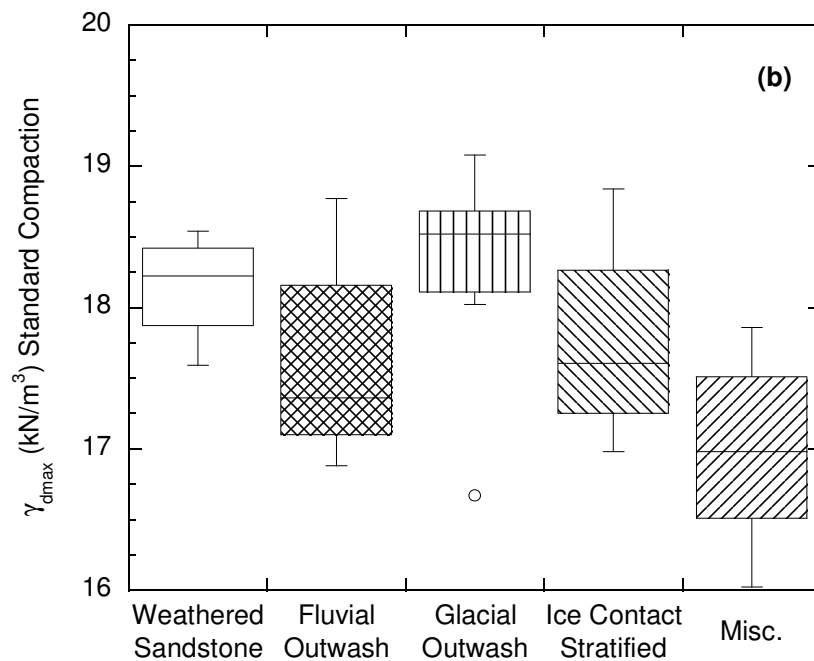 20
(b)
19
18
17
16
γdmax (kN/m³) Standard Compaction
Weathered
Sandstone
Fluvial
Outwash
Glacial
Outwash
Ice Contact
Stratified
Misc.